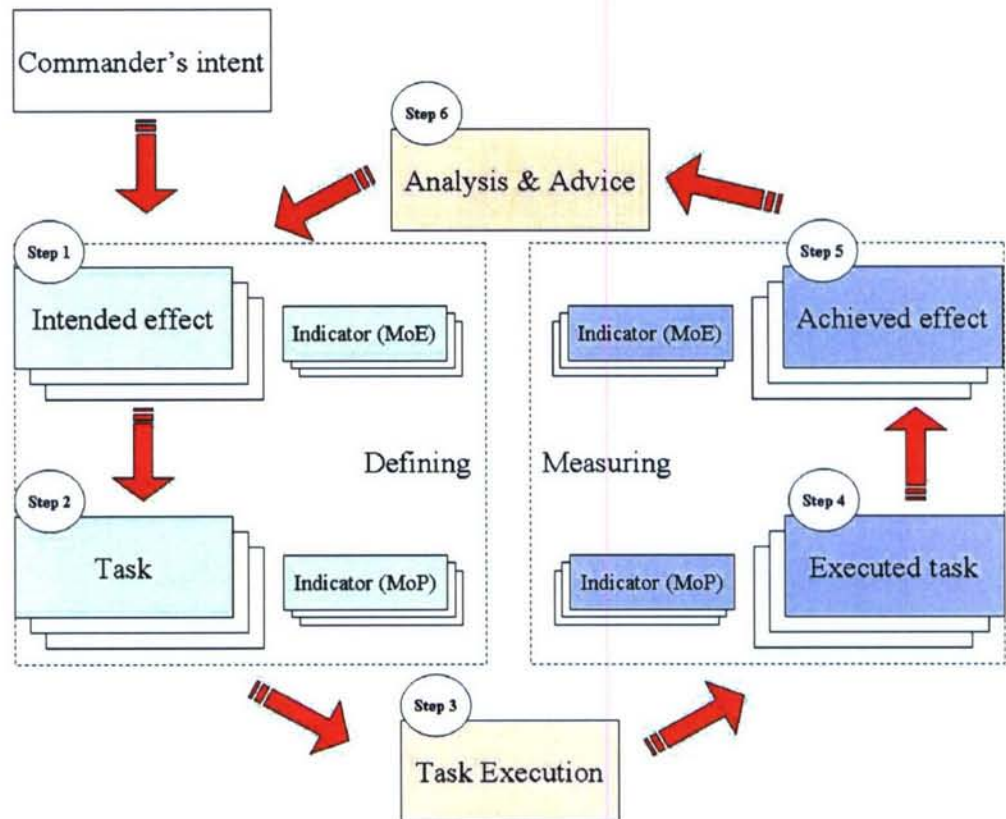 Commander's intent
Step 6
Analysis & Advice
Step 1
Intended effect
Indicator (MoE)
Indicator (MoE)
Step 5
Achieved effect
Defining
Measuring
Step 2
Task
Indicator (MoP)
Indicator (MoP)
Step 4
Executed task
Step 3
Task Execution